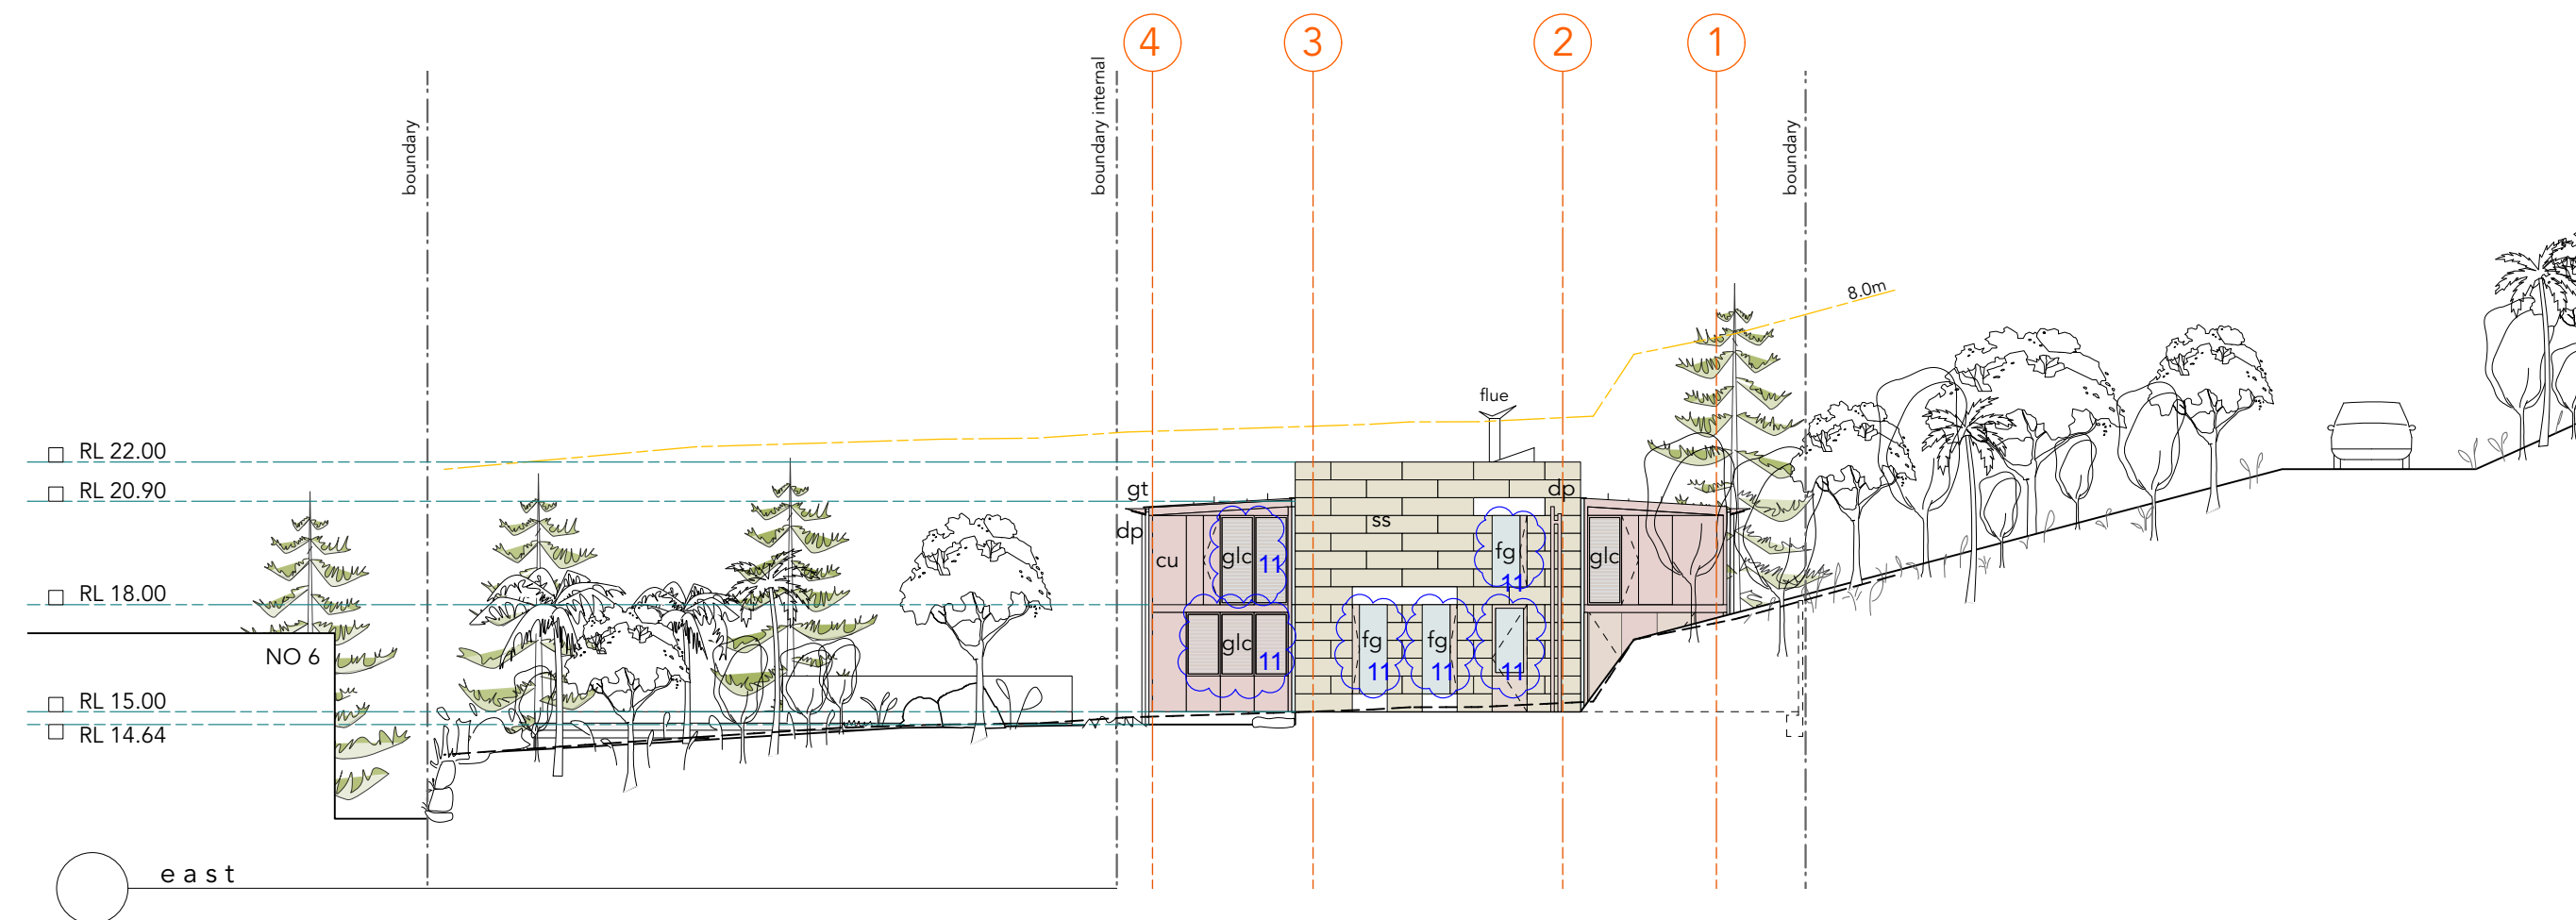 4 3 2 1
boundary
boundary internal
boundary
8.0m
flue
RL 22.00
RL 20.90
gt
dp
ss
dp
cu
glc
11
fg
11
glc
RL 18.00
NO 6
glc
11
fg
11
fg
11
11
RL 15.00
RL 14.64
east